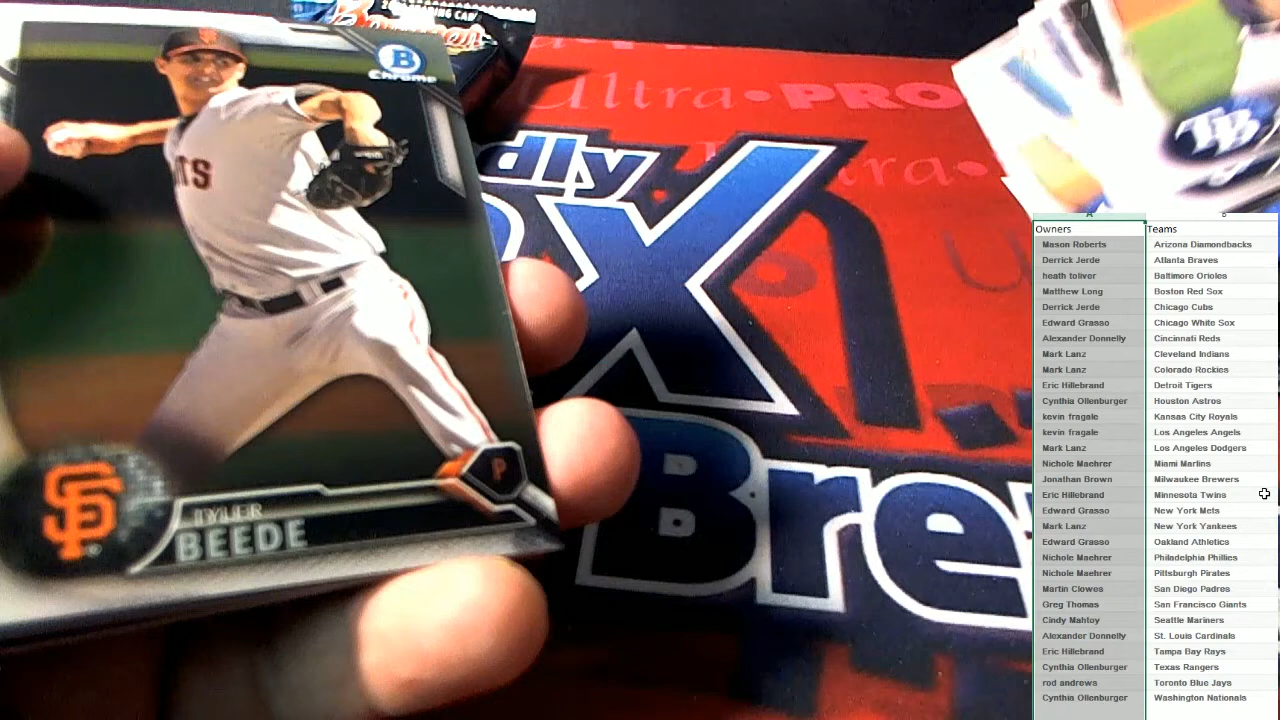 B
Chrome
TYLER
BEEDE
P
SF
Ultra•PRO
dly
X
Bre
TB
A B
Owners Teams
Mason Roberts Arizona Diamondbacks
Derrick Jerde Atlanta Braves
heath toliver Baltimore Orioles
Matthew Long Boston Red Sox
Derrick Jerde Chicago Cubs
Edward Grasso Chicago White Sox
Alexander Donnelly Cincinnati Reds
Mark Lanz Cleveland Indians
Mark Lanz Colorado Rockies
Eric Hillebrand Detroit Tigers
Cynthia Ollenburger Houston Astros
kevin fragale Kansas City Royals
kevin fragale Los Angeles Angels
Mark Lanz Los Angeles Dodgers
Nichole Maehrer Miami Marlins
Jonathan Brown Milwaukee Brewers
Eric Hillebrand Minnesota Twins
Edward Grasso New York Mets
Mark Lanz New York Yankees
Edward Grasso Oakland Athletics
Nichole Maehrer Philadelphia Phillies
Nichole Maehrer Pittsburgh Pirates
Martin Clowes San Diego Padres
Greg Thomas San Francisco Giants
Cindy Mahtoy Seattle Mariners
Alexander Donnelly St. Louis Cardinals
Eric Hillebrand Tampa Bay Rays
Cynthia Ollenburger Texas Rangers
rod andrews Toronto Blue Jays
Cynthia Ollenburger Washington Nationals